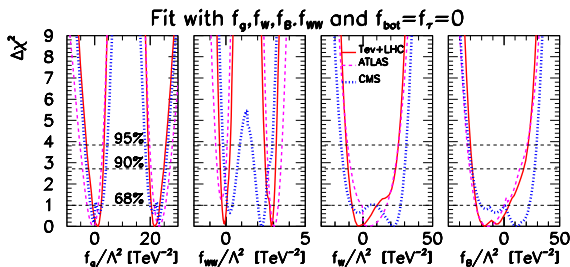 Fit with f_g, f_W, f_B, f_WW and f_bot=f_τ=0
Δχ²
9
8
7
6
5
4
3
2
1
0
95%
90%
68%
Tev+LHC
ATLAS
CMS
0 20
0 5
0 50
0 50
f_g/Λ² [TeV⁻²]
f_WW/Λ² [TeV⁻²]
f_W/Λ² [TeV⁻²]
f_B/Λ² [TeV⁻²]